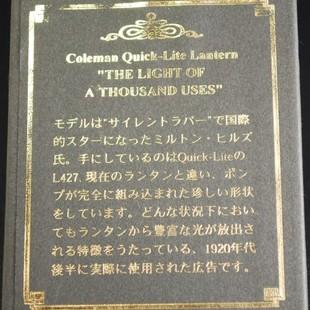 Coleman Quick-Lite Lantern
"THE LIGHT OF
A THOUSAND USES"
モデルは"サイレントラバー"で国際
的スターになったミルトン・ヒルズ
氏。手にしているのはQuick-Liteの
L427、現在のランタンと違い、ポン
プが完全に組み込まれた珍しい形状
をしています。どんな状況下におい
てもランタンから豊富な光が放出さ
れる特徴をうたっている、1920年代
後半に実際に使用された広告です。